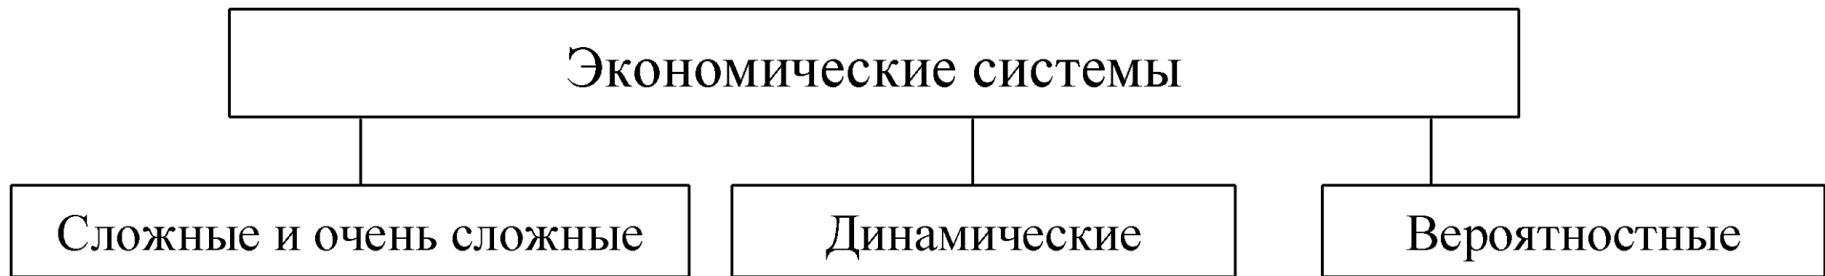 Экономические системы
Сложные и очень сложные
Динамические
Вероятностные